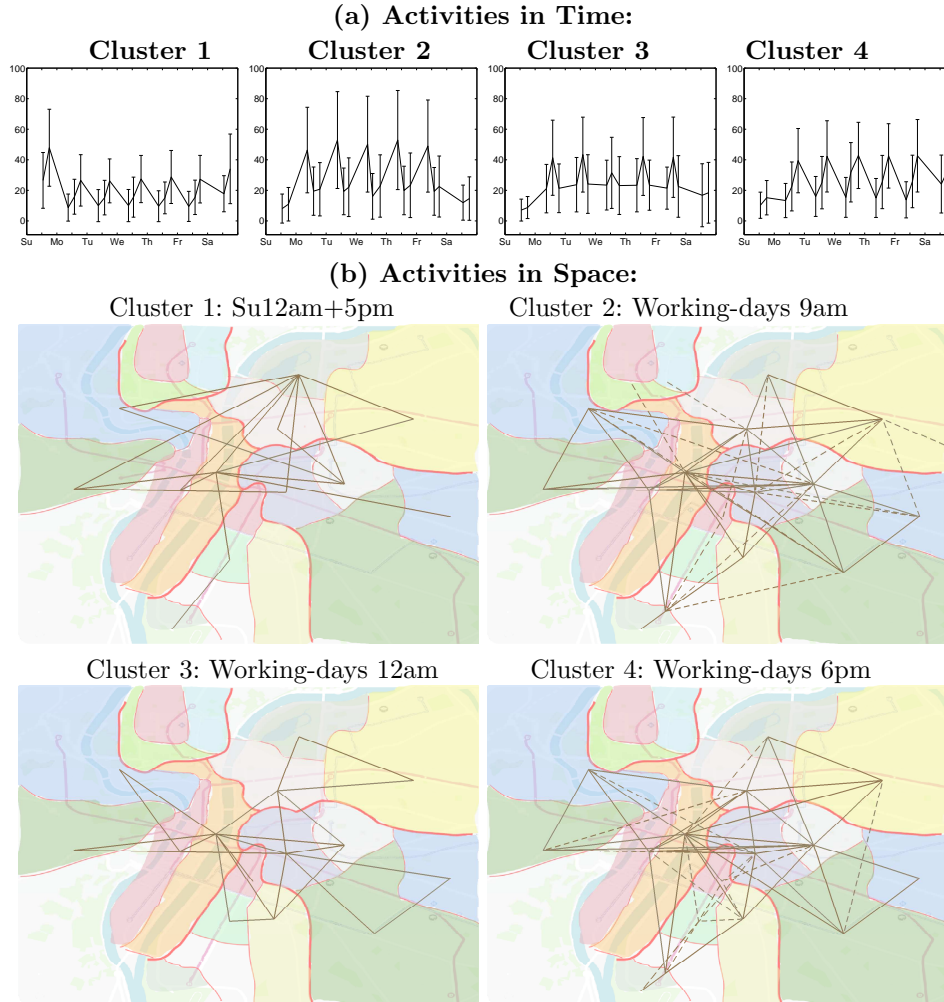 (a) Activities in Time:
Cluster 1 Cluster 2 Cluster 3 Cluster 4
100 100 100 100
80 80 80 80
60 60 60 60
40 40 40 40
20 20 20 20
0 0 0 0
Su Mo Tu We Th Fr Sa Su Mo Tu We Th Fr Sa Su Mo Tu We Th Fr Sa Su Mo Tu We Th Fr Sa
(b) Activities in Space:
Cluster 1: Su12am+5pm Cluster 2: Working-days 9am
Cluster 3: Working-days 12am Cluster 4: Working-days 6pm